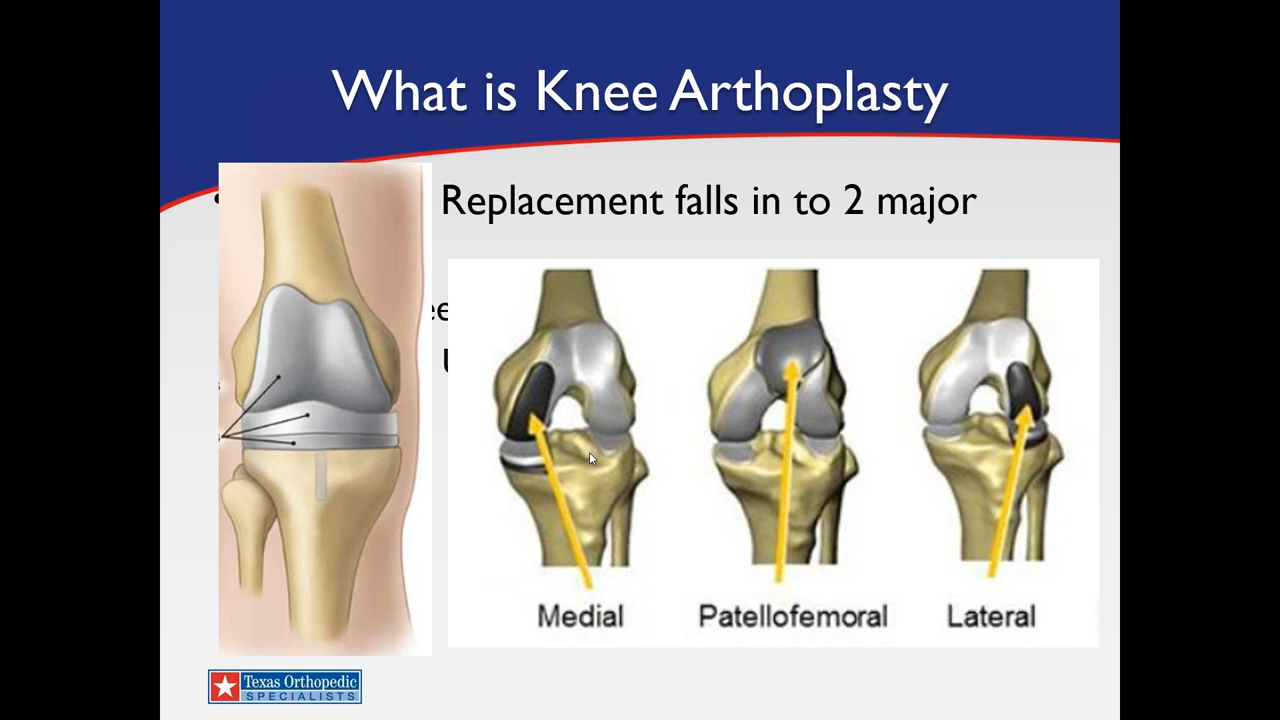 What is Knee Arthoplasty
Replacement falls in to 2 major
Medial
Patellofemoral
Lateral
Texas Orthopedic
SPECIALISTS